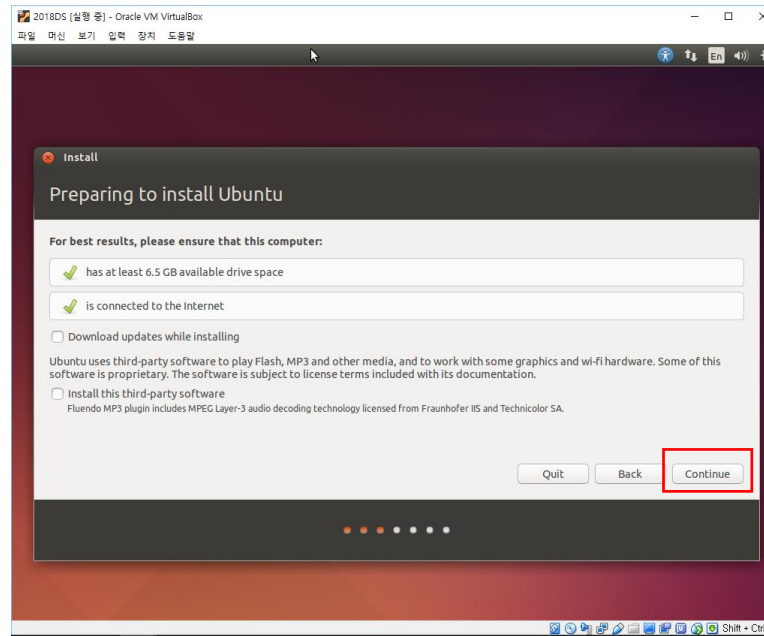 2018DS [실행 중] - Oracle VM VirtualBox
파일 머신 보기 입력 장치 도움말
En
Install
Preparing to install Ubuntu
For best results, please ensure that this computer:
has at least 6.5 GB available drive space
is connected to the Internet
Download updates while installing
Ubuntu uses third-party software to play Flash, MP3 and other media, and to work with some graphics and wi-fi hardware. Some of this
software is proprietary. The software is subject to license terms included with its documentation.
Install this third-party software
Fluendo MP3 plugin includes MPEG Layer-3 audio decoding technology licensed from Fraunhofer IIS and Technicolor SA.
Quit Back Continue
Shift +